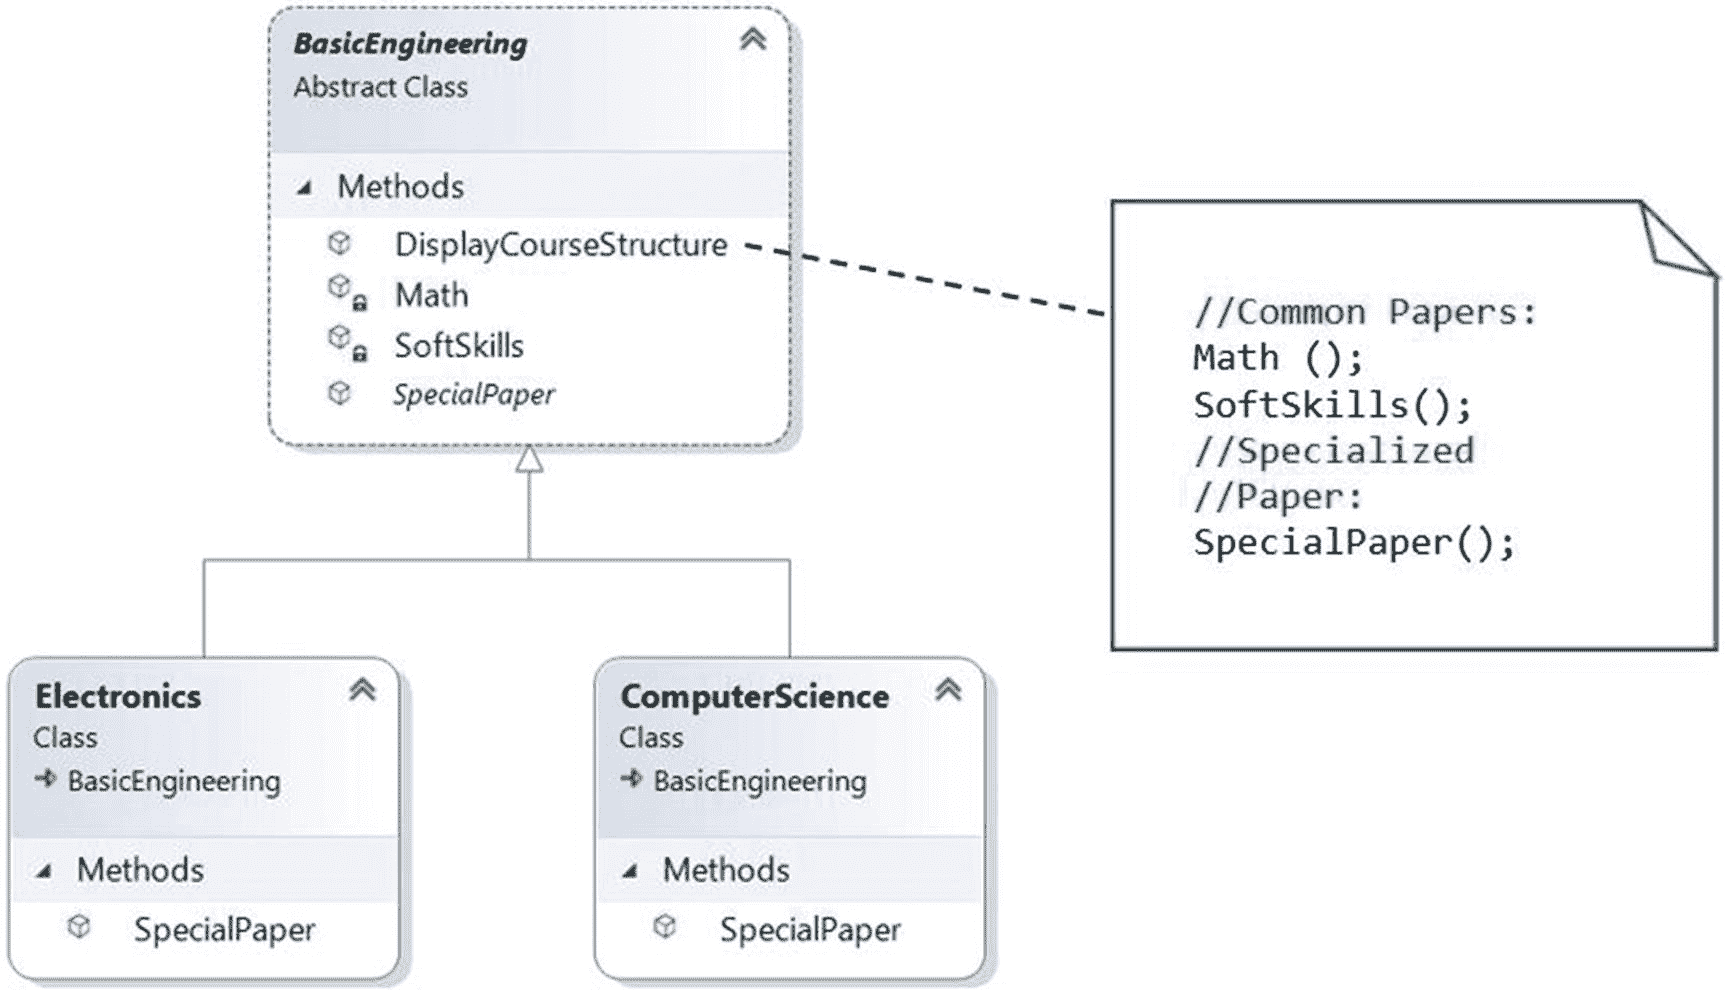 BasicEngineering
Abstract Class
Methods
DisplayCourseStructure
Math
SoftSkills
SpecialPaper
//Common Papers:
Math ();
SoftSkills();
//Specialized
//Paper:
SpecialPaper();
Electronics
Class
BasicEngineering
Methods
SpecialPaper
ComputerScience
Class
BasicEngineering
Methods
SpecialPaper